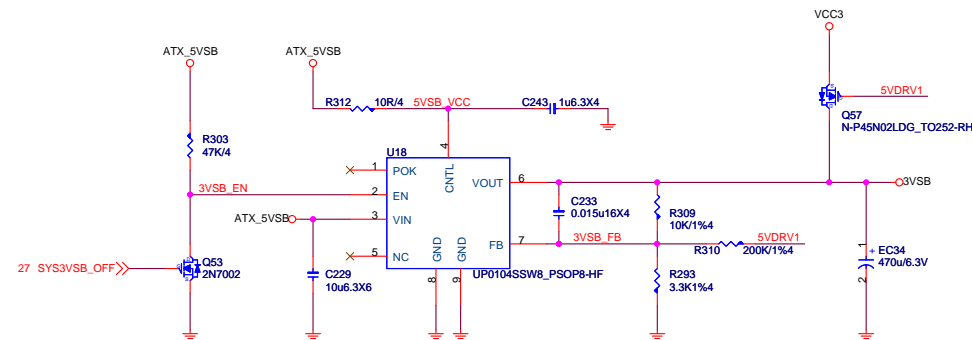 VCC3
ATX_5VSB
ATX_5VSB
R312
10R/4
5VSB_VCC
C243
1u6.3X4
5VDRV1
Q57
N-P45N02LDG_TO252-RH
R303
47K/4
U18
4
1
POK
CNTL
VOUT
6
3VSB
3VSB_EN
2
EN
C233
0.015u16X4
R309
10K/1%4
ATX_5VSB
3
VIN
7
FB
3VSB_FB
R310
200K/1%4
5VDRV1
1
+
EC34
470u/6.3V
2
5
NC
GND
GND
27 SYS3VSB_OFF
Q53
2N7002
C229
10u6.3X6
8
9
UP0104SSW8_PSOP8-HF
R293
3.3K1%4